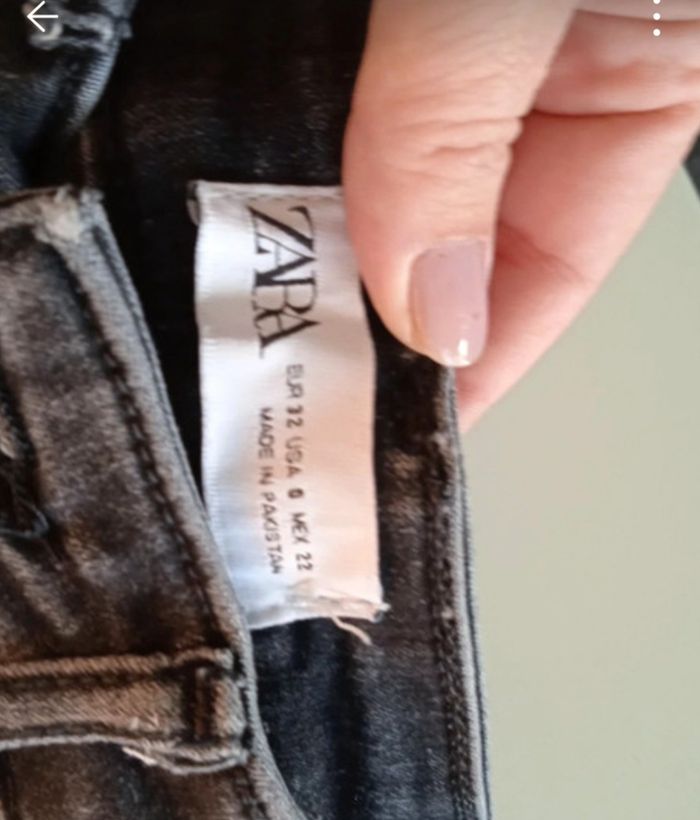 ZARA
EUR 32 USA 0 MEX 22
MADE IN PAKISTAN